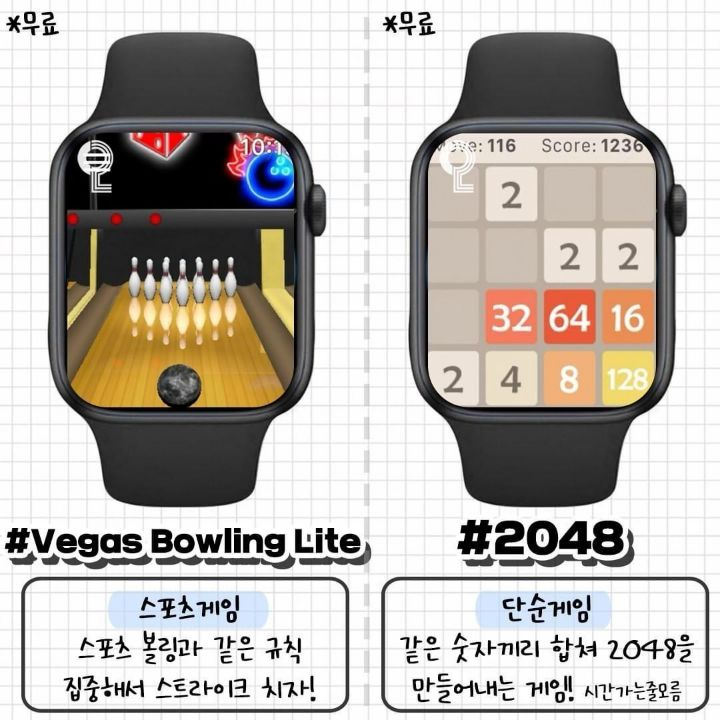 *무료
10:1
#Vegas Bowling Lite
스포츠게임
스포츠 볼링과 같은 규칙
집중해서 스트라이크 치자!
*무료
116 Score: 1236
2
2 2
32 64 16
2 4 8 128
#2048
단순게임
같은 숫자끼리 합쳐 2048을
만들어내는 게임! 시간가는줄모름